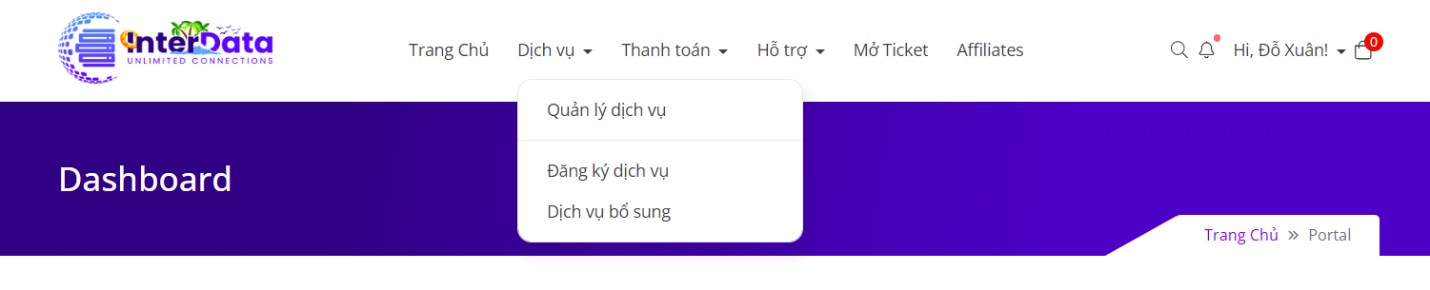 InterData
UNLIMITED CONNECTIONS
Trang Chủ Dịch vụ Thanh toán Hỗ trợ Mở Ticket Affiliates Hi, Đỗ Xuân! 0
Quản lý dịch vụ
Đăng ký dịch vụ
Dashboard
Dịch vụ bổ sung
Trang Chủ » Portal